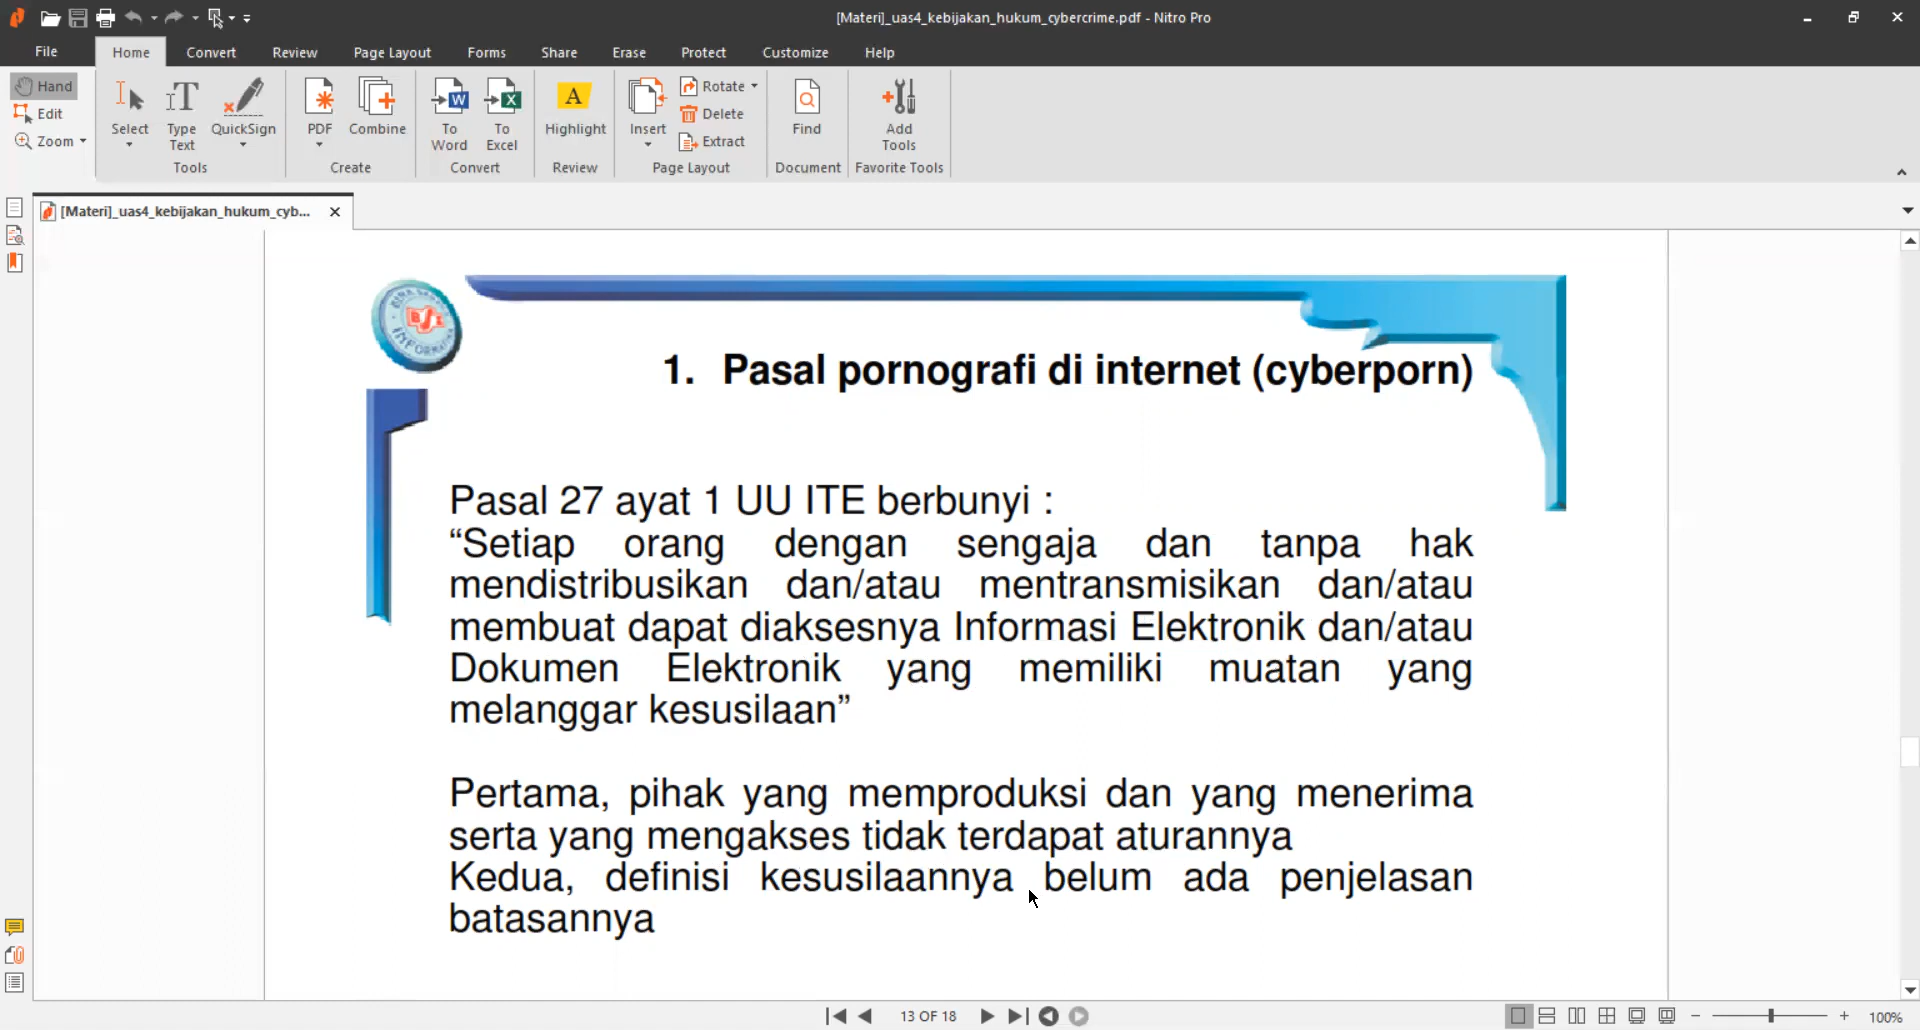 [Materi]_uas4_kebijakan_hukum_cybercrime.pdf - Nitro Pro
File Home Convert Review Page Layout Forms Share Erase Protect Customize Help
Hand
Edit
Zoom
Select
Type Text
QuickSign
Tools
PDF
Combine
Create
To Word
To Excel
Convert
Highlight
Review
Insert
Rotate
Delete
Extract
Page Layout
Find
Document
Add Tools
Favorite Tools
[Materi]_uas4_kebijakan_hukum_cyb...
BSI
1. Pasal pornografi di internet (cyberporn)
Pasal 27 ayat 1 UU ITE berbunyi :
“Setiap orang dengan sengaja dan tanpa hak
mendistribusikan dan/atau mentransmisikan dan/atau
membuat dapat diaksesnya Informasi Elektronik dan/atau
Dokumen Elektronik yang memiliki muatan yang
melanggar kesusilaan”
Pertama, pihak yang memproduksi dan yang menerima
serta yang mengakses tidak terdapat aturannya
Kedua, definisi kesusilaannya belum ada penjelasan
batasannya
13 OF 18
100%